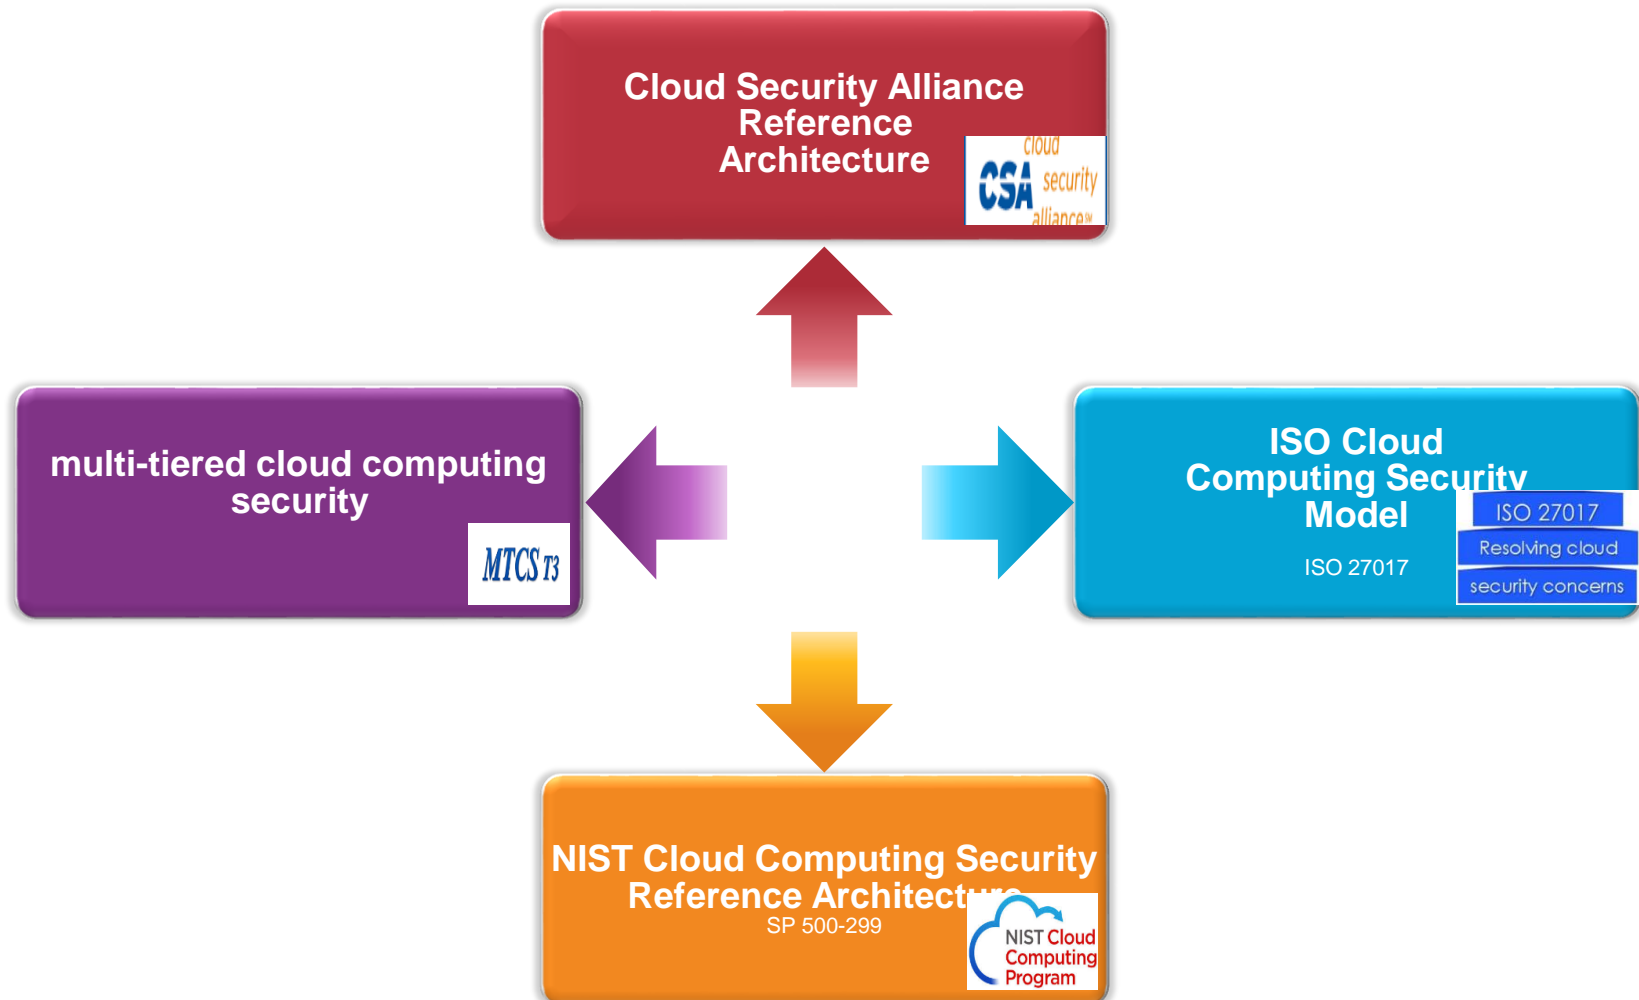 Cloud Security Alliance
Reference
Architecture
cloud
CSA security
alliance℠
multi-tiered cloud computing
security
MTCS T3
ISO Cloud
Computing Security
Model
ISO 27017
ISO 27017
Resolving cloud
security concerns
NIST Cloud Computing Security
Reference Architecture
SP 500-299
NIST Cloud
Computing
Program